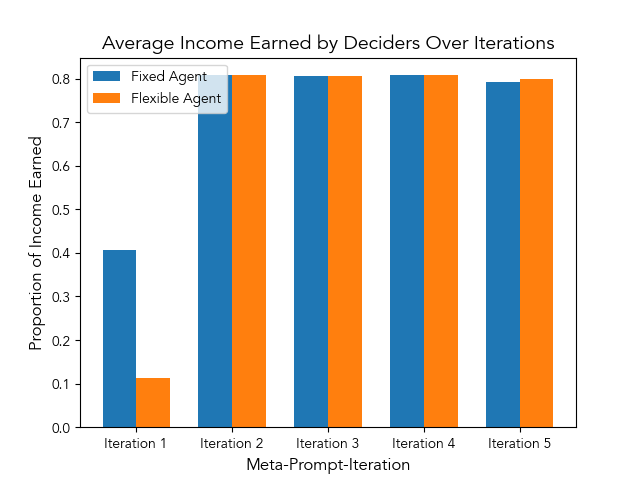 Average Income Earned by Deciders Over Iterations
Fixed Agent
Flexible Agent
Proportion of Income Earned
0.8
0.7
0.6
0.5
0.4
0.3
0.2
0.1
0.0
Iteration 1 Iteration 2 Iteration 3 Iteration 4 Iteration 5
Meta-Prompt-Iteration